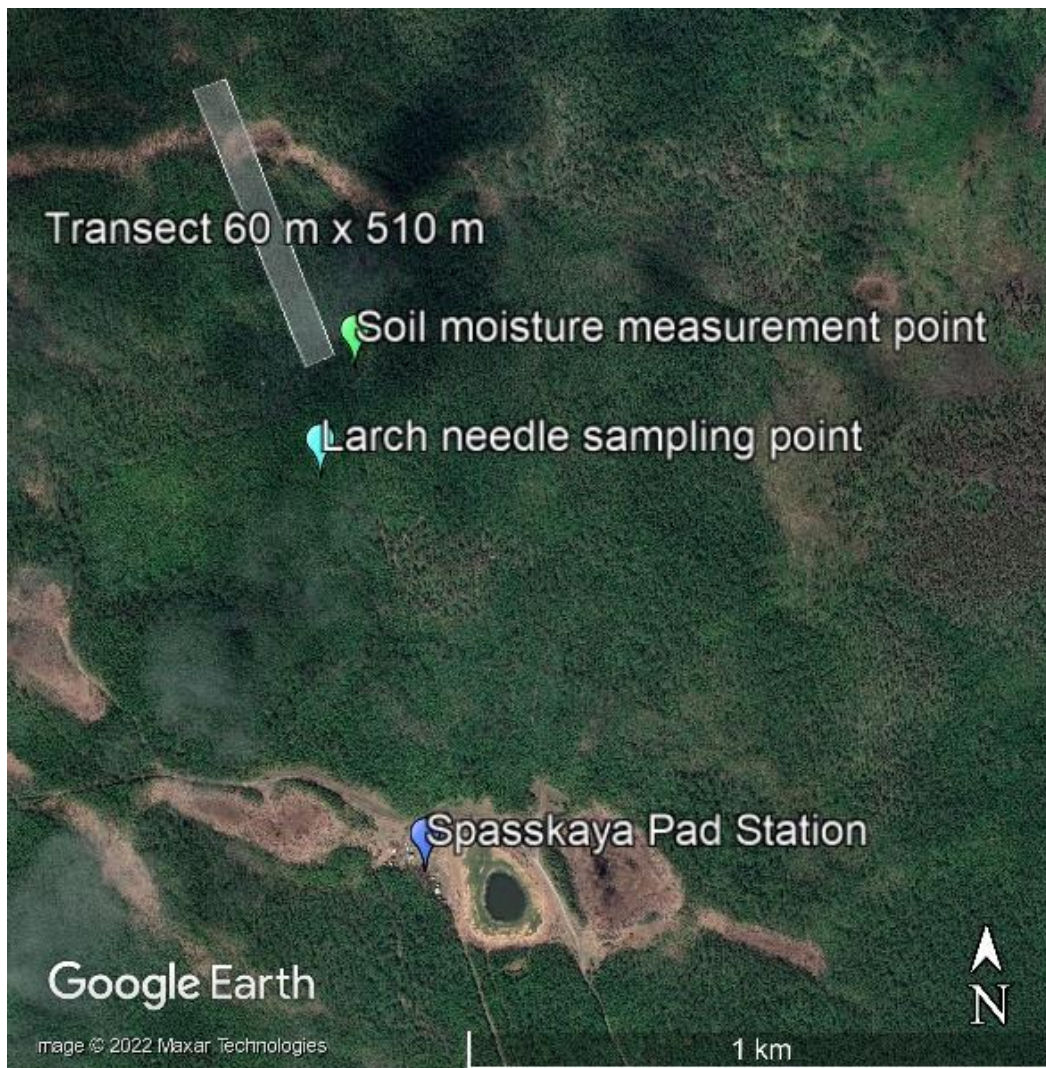 Transect 60 m x 510 m
Soil moisture measurement point
Larch needle sampling point
Spasskaya Pad Station
Google Earth
N
mage © 2022 Maxar Technologies
1 km